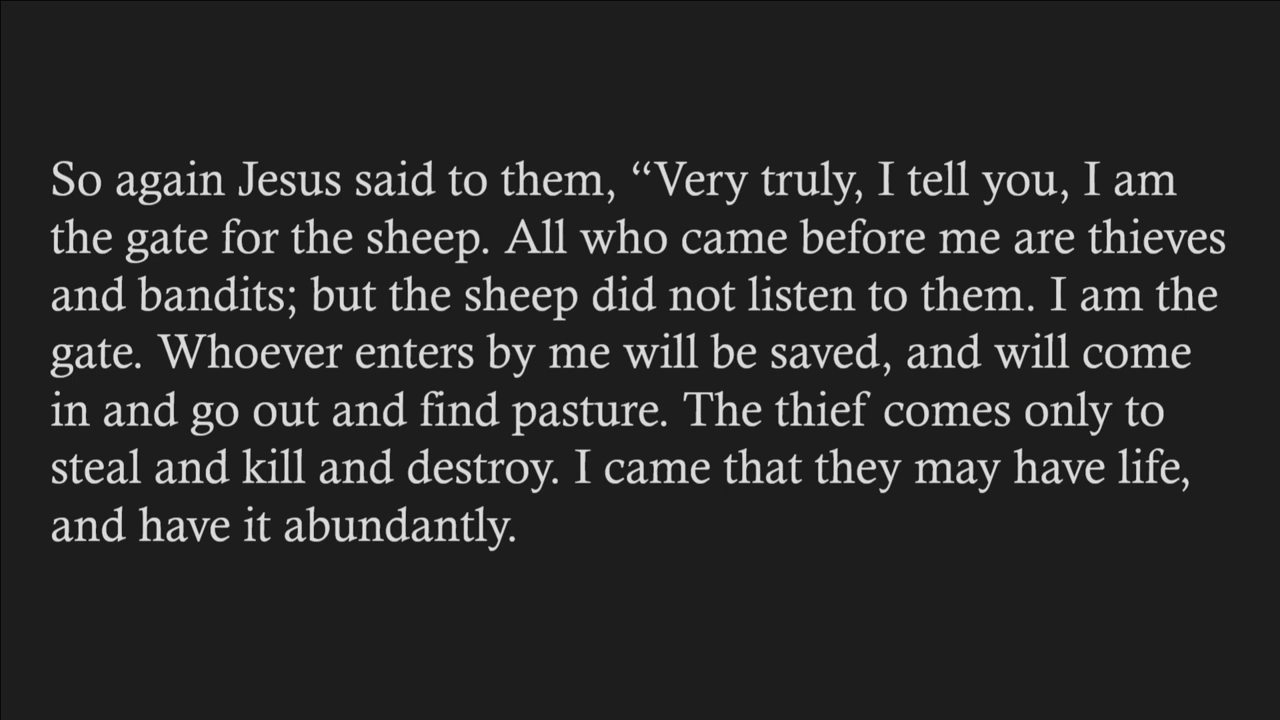 So again Jesus said to them, “Very truly, I tell you, I am
the gate for the sheep. All who came before me are thieves
and bandits; but the sheep did not listen to them. I am the
gate. Whoever enters by me will be saved, and will come
in and go out and find pasture. The thief comes only to
steal and kill and destroy. I came that they may have life,
and have it abundantly.